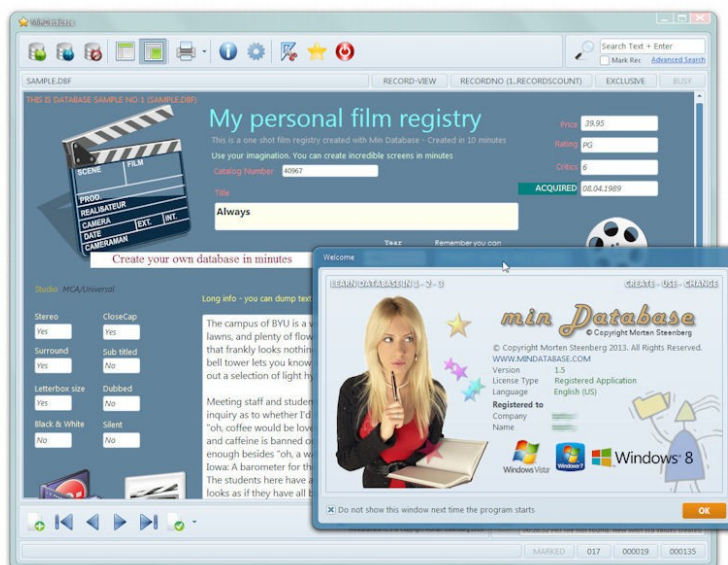 Search Text + Enter
Mark Rec Advanced Search
SAMPLE.DBF RECORD-VIEW RECORDNO (1..RECORDSCOUNT) EXCLUSIVE BUSY
THIS IS DATABASE SAMPLE NO 1 (SAMPLE.DBF)
My personal film registry
This is a one shot film registry created with Min Database - Created in 10 minutes
Use your imagination. You can create incredible screens in minutes
Catalog Number 40967
Title
Always
Price 39.95
Rating PG
Critics 6
ACQUIRED 08.04.1989
SCENE FILM
PROD.
REALISATEUR
CAMERA EXT. INT.
DATE
CAMERAMAN
Create your own database in minutes
Year Remember you can
Studio MCA/Universal
Stereo CloseCap
Yes Yes
Surround Sub titled
Yes No
Letterbox size Dubbed
Yes No
Black & White Silent
No No
Long info - you can dump text
The campus of BYU is a
lawns, and plenty of flow
that frankly looks nothin
bell tower lets you know
out a selection of light hy
Meeting staff and studen
inquiry as to whether I'd
"oh, coffee would be love
and caffeine is banned o
enough besides "oh, a wa
Iowa: A barometer for th
The students here have a
looks as if they have all b
Welcome
LEARN DATABASE IN 1 - 2 - 3 CREATE - USE - CHANGE
min Database
© Copyright Morten Steenberg
© Copyright Morten Steenberg 2013. All Rights Reserved.
WWW.MINDATABASE.COM
Version 1.5
License Type Registered Application
Language English (US)
Registered to
Company
Name
Windows Vista Windows 7 Windows 8
Do not show this window next time the program starts
OK
MARKED 017 000019 000135